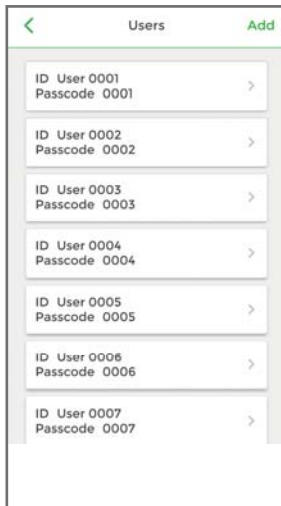 Users Add
ID User 0001
Passcode 0001
ID User 0002
Passcode 0002
ID User 0003
Passcode 0003
ID User 0004
Passcode 0004
ID User 0005
Passcode 0005
ID User 0006
Passcode 0006
ID User 0007
Passcode 0007